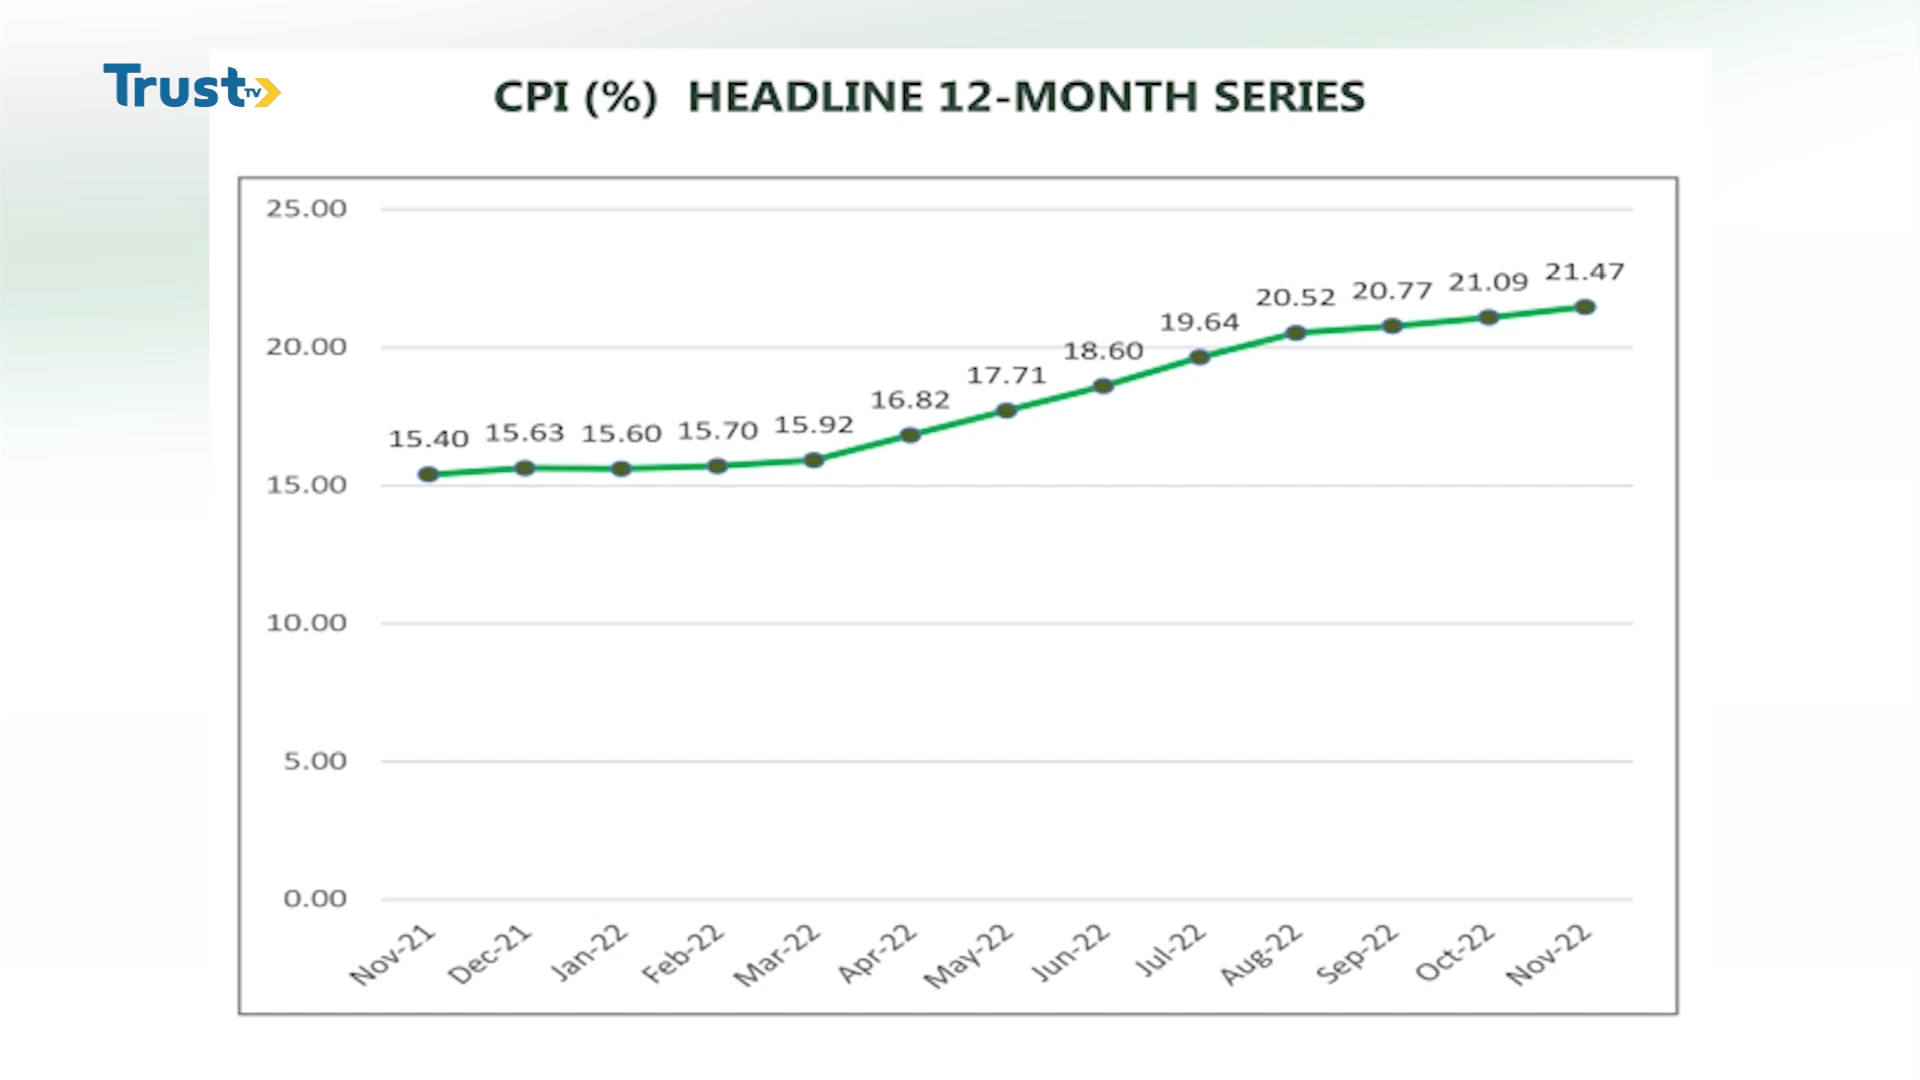 Trust TV
CPI (%) HEADLINE 12-MONTH SERIES
25.00
20.00
15.00
10.00
5.00
0.00
15.40 15.63 15.60 15.70 15.92 16.82 17.71 18.60 19.64 20.52 20.77 21.09 21.47
Nov-21 Dec-21 Jan-22 Feb-22 Mar-22 Apr-22 May-22 Jun-22 Jul-22 Aug-22 Sep-22 Oct-22 Nov-22